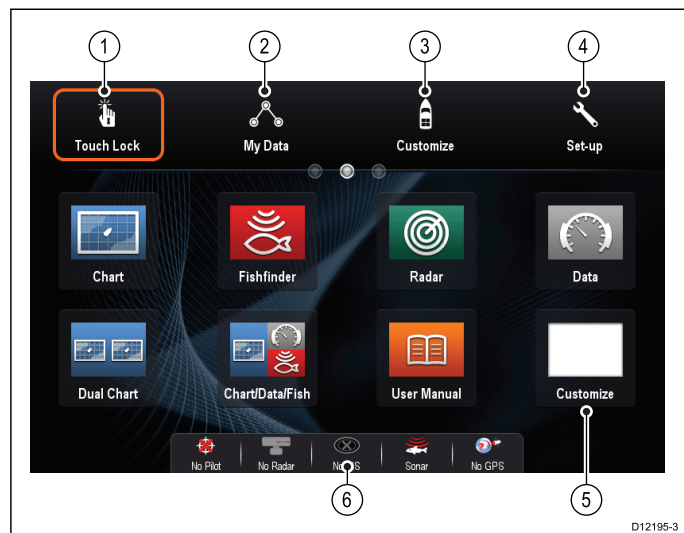 1 2 3 4
Touch Lock My Data Customize Set-up
Chart Fishfinder Radar Data
Dual Chart Chart/Data/Fish User Manual Customize
No Pilot No Radar No Sonar No GPS
6 5
D12195-3